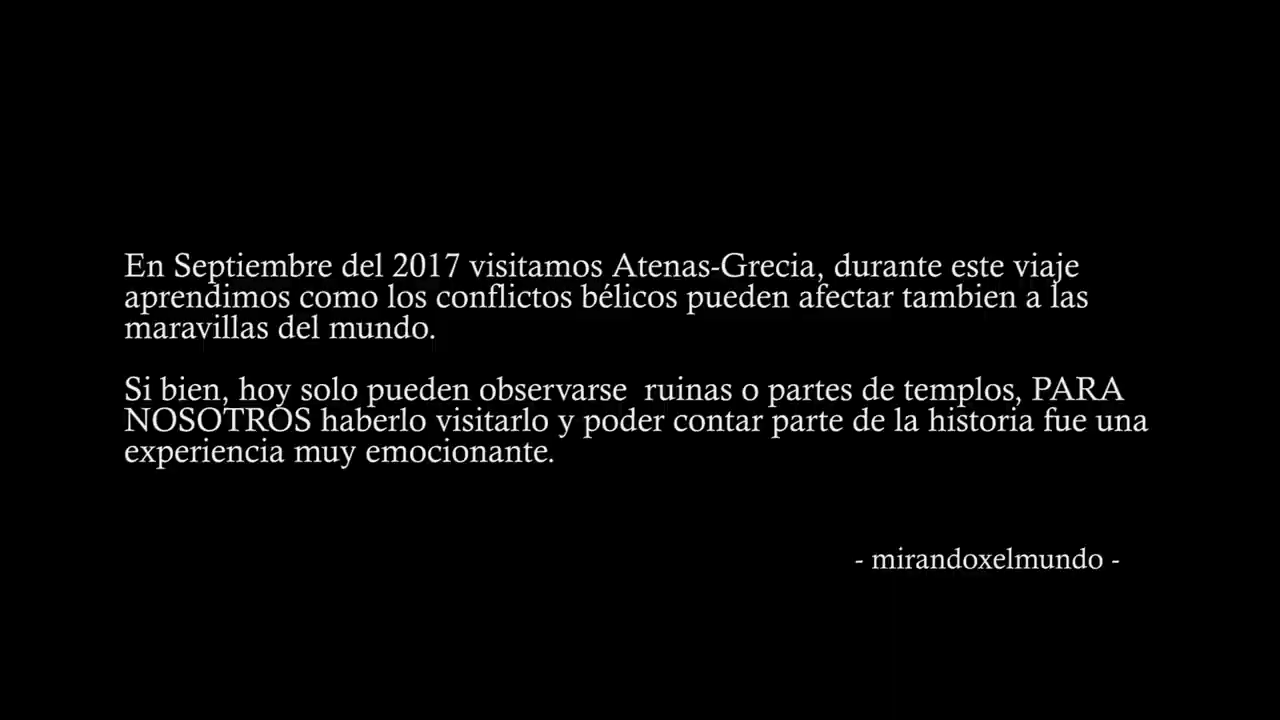 En Septiembre del 2017 visitamos Atenas-Grecia, durante este viaje
aprendimos como los conflictos bélicos pueden afectar tambien a las
maravillas del mundo.
Si bien, hoy solo pueden observarse  ruinas o partes de templos, PARA
NOSOTROS haberlo visitarlo y poder contar parte de la historia fue una
experiencia muy emocionante.
- mirandoxelmundo -